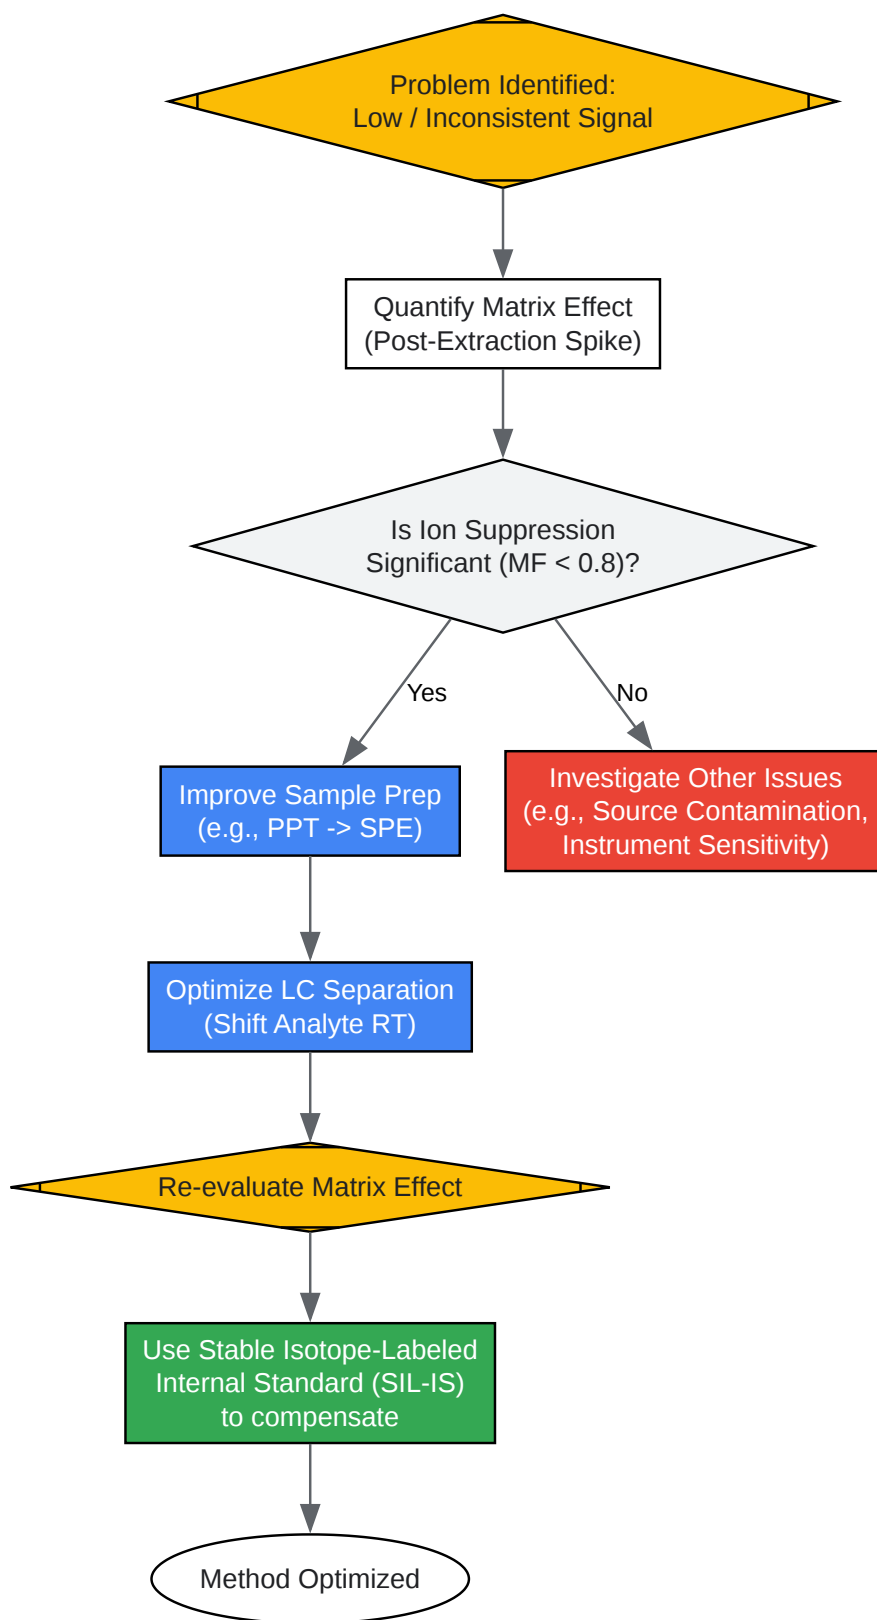 Problem Identified:
Low / Inconsistent Signal
Quantify Matrix Effect
(Post-Extraction Spike)
Is Ion Suppression
Significant (MF < 0.8)?
Yes
No
Improve Sample Prep
(e.g., PPT -> SPE)
Investigate Other Issues
(e.g., Source Contamination,
Instrument Sensitivity)
Optimize LC Separation
(Shift Analyte RT)
Re-evaluate Matrix Effect
Use Stable Isotope-Labeled
Internal Standard (SIL-IS)
to compensate
Method Optimized